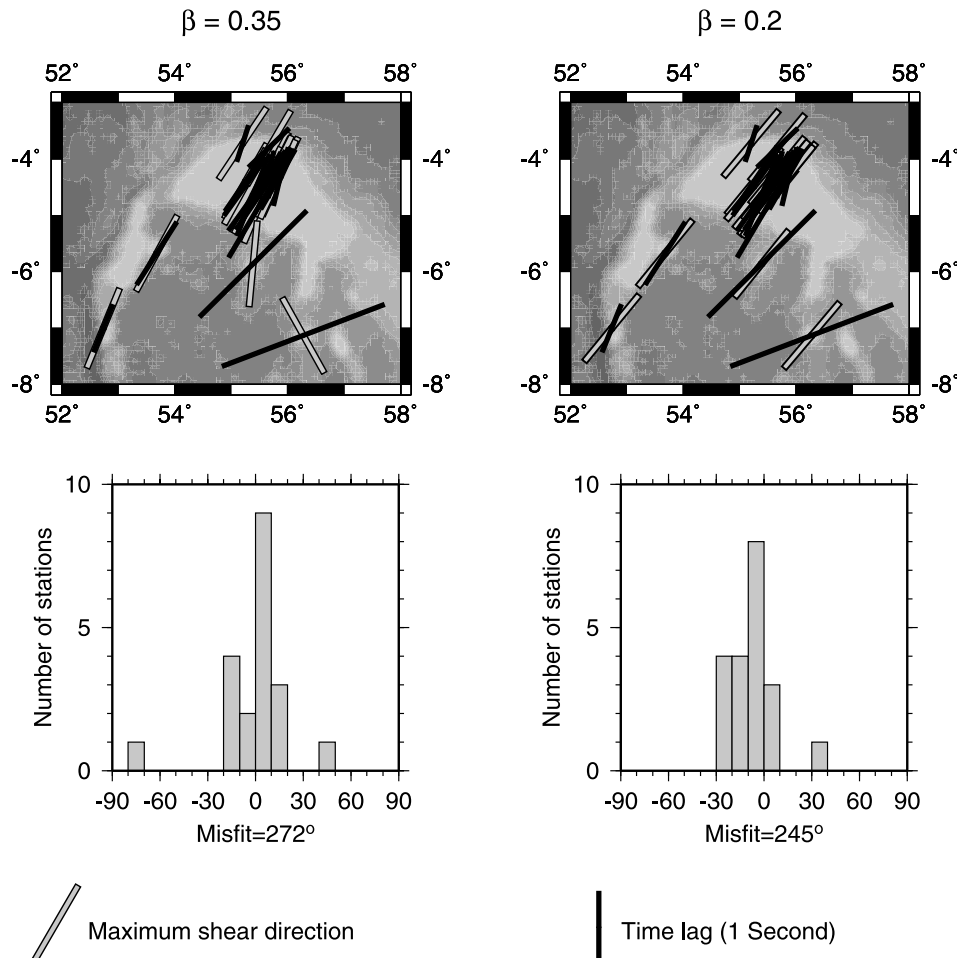 β = 0.35
β = 0.2
52˚ 54˚ 56˚ 58˚
52˚ 54˚ 56˚ 58˚
-4˚ -4˚
-6˚ -6˚
-8˚ -8˚
52˚ 54˚ 56˚ 58˚
52˚ 54˚ 56˚ 58˚
-4˚ -4˚
-6˚ -6˚
-8˚ -8˚
Number of stations
10
5
0
-90 -60 -30 0 30 60 90
Misfit=272o
Number of stations
10
5
0
-90 -60 -30 0 30 60 90
Misfit=245o
Maximum shear direction
Time lag (1 Second)